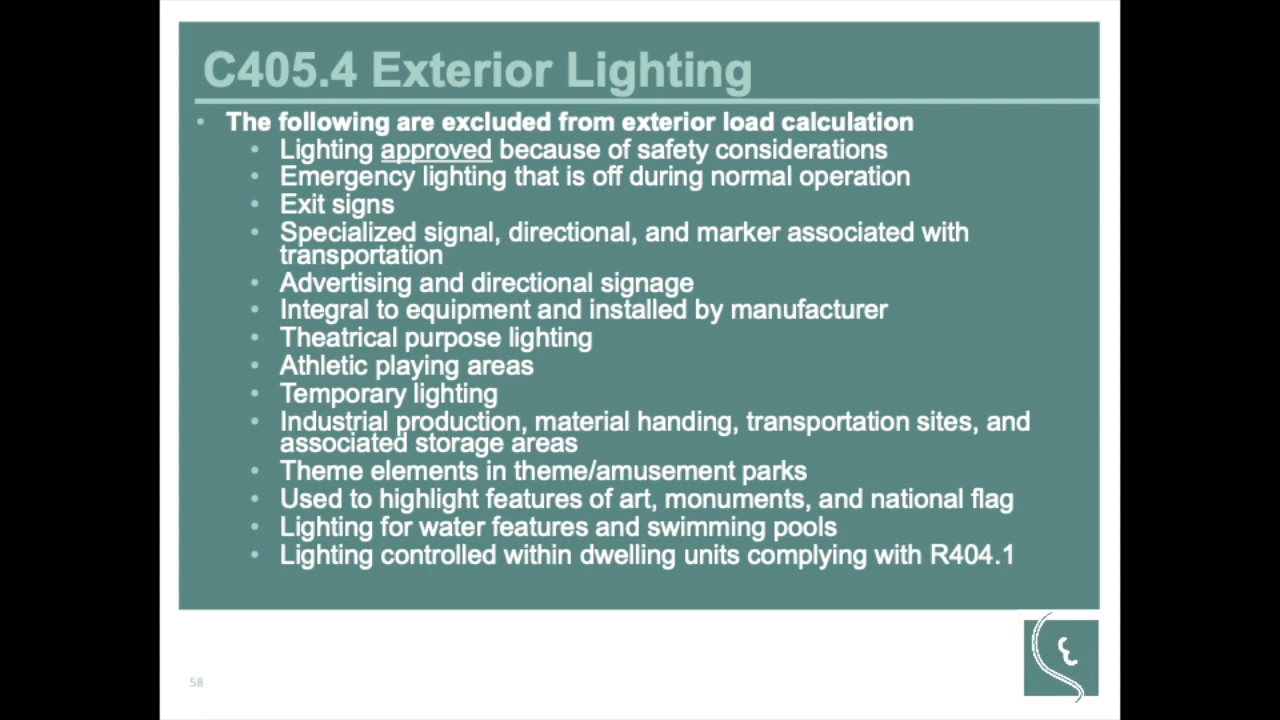 C405.4 Exterior Lighting
• The following are excluded from exterior load calculation
• Lighting approved because of safety considerations
• Emergency lighting that is off during normal operation
• Exit signs
• Specialized signal, directional, and marker associated with
transportation
• Advertising and directional signage
• Integral to equipment and installed by manufacturer
• Theatrical purpose lighting
• Athletic playing areas
• Temporary lighting
• Industrial production, material handing, transportation sites, and
associated storage areas
• Theme elements in theme/amusement parks
• Used to highlight features of art, monuments, and national flag
• Lighting for water features and swimming pools
• Lighting controlled within dwelling units complying with R404.1
58